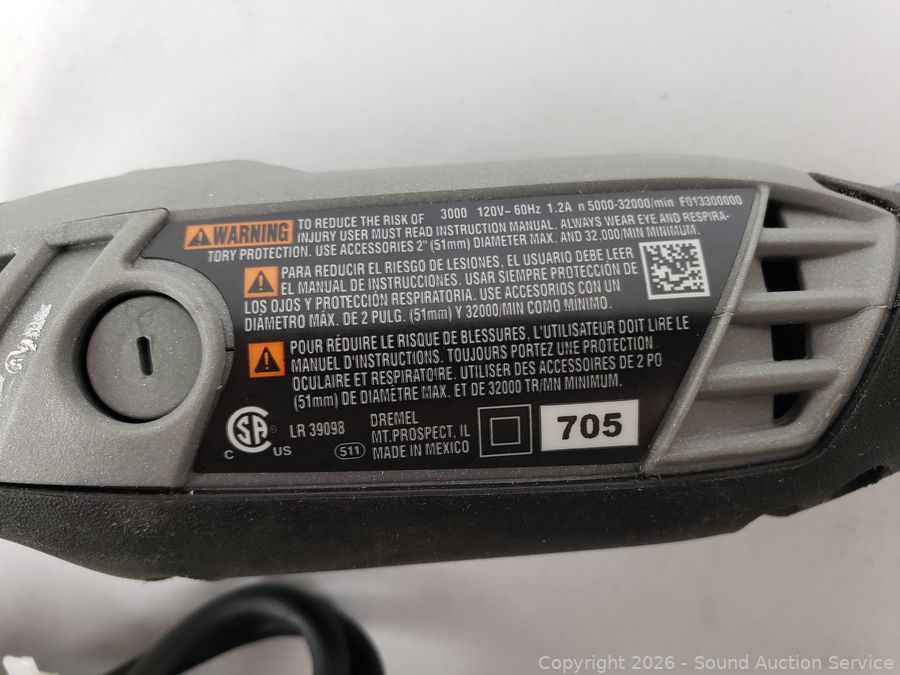 WARNING TO REDUCE THE RISK OF 3000 120V~ 60Hz 1.2A n 5000-32000/min F013300000
INJURY USER MUST READ INSTRUCTION MANUAL. ALWAYS WEAR EYE AND RESPIRA-
TORY PROTECTION. USE ACCESSORIES 2" (51mm) DIAMETER MAX. AND 32,000/MIN MINIMUM.
PARA REDUCIR EL RIESGO DE LESIONES, EL USUARIO DEBE LEER
EL MANUAL DE INSTRUCCIONES. USAR SIEMPRE PROTECCIÓN DE
LOS OJOS Y PROTECCIÓN RESPIRATORIA. USE ACCESORIOS CON UN
DIÁMETRO MÁX. DE 2 PULG. (51mm) Y 32000/MIN COMO MÍNIMO.
POUR RÉDUIRE LE RISQUE DE BLESSURES, L'UTILISATEUR DOIT LIRE LE
MANUEL D'INSTRUCTIONS. TOUJOURS PORTEZ UNE PROTECTION
OCULAIRE ET RESPIRATOIRE. UTILISER DES ACCESSOIRES DE 2 PO
(51mm) DE DIAMÈTRE MAX. ET DE 32000 TR/MN MINIMUM.
CSA
C US
LR 39098
511
DREMEL
MT.PROSPECT, IL
MADE IN MEXICO
705
Copyright © 2026 - Sound Auction Service